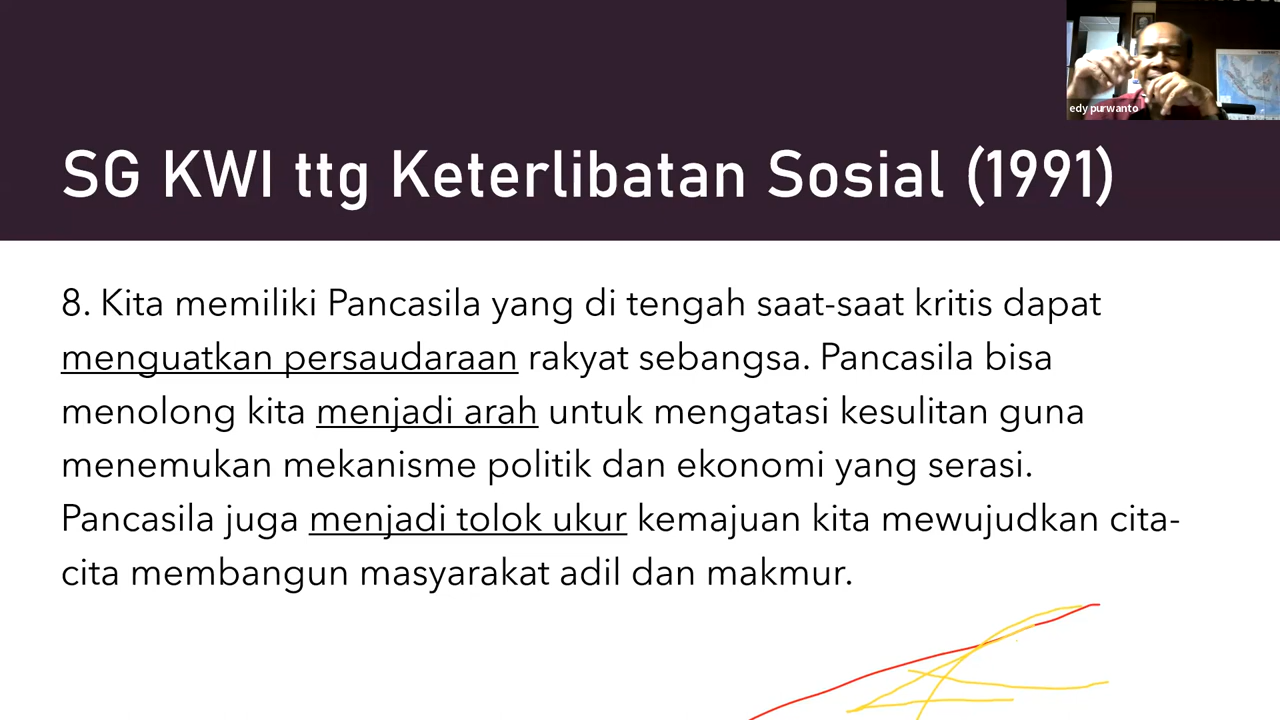 edy purwanto
SG KWI ttg Keterlibatan Sosial (1991)
8. Kita memiliki Pancasila yang di tengah saat-saat kritis dapat
menguatkan persaudaraan rakyat sebangsa. Pancasila bisa
menolong kita menjadi arah untuk mengatasi kesulitan guna
menemukan mekanisme politik dan ekonomi yang serasi.
Pancasila juga menjadi tolok ukur kemajuan kita mewujudkan cita-
cita membangun masyarakat adil dan makmur.